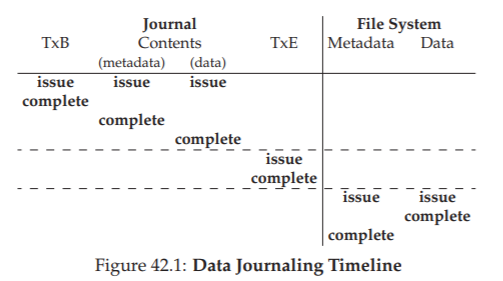 Journal File System
TxB Contents TxE Metadata Data
(metadata) (data)
issue issue issue
complete
complete
complete
issue
complete
issue issue
complete
complete
Figure 42.1: Data Journaling Timeline